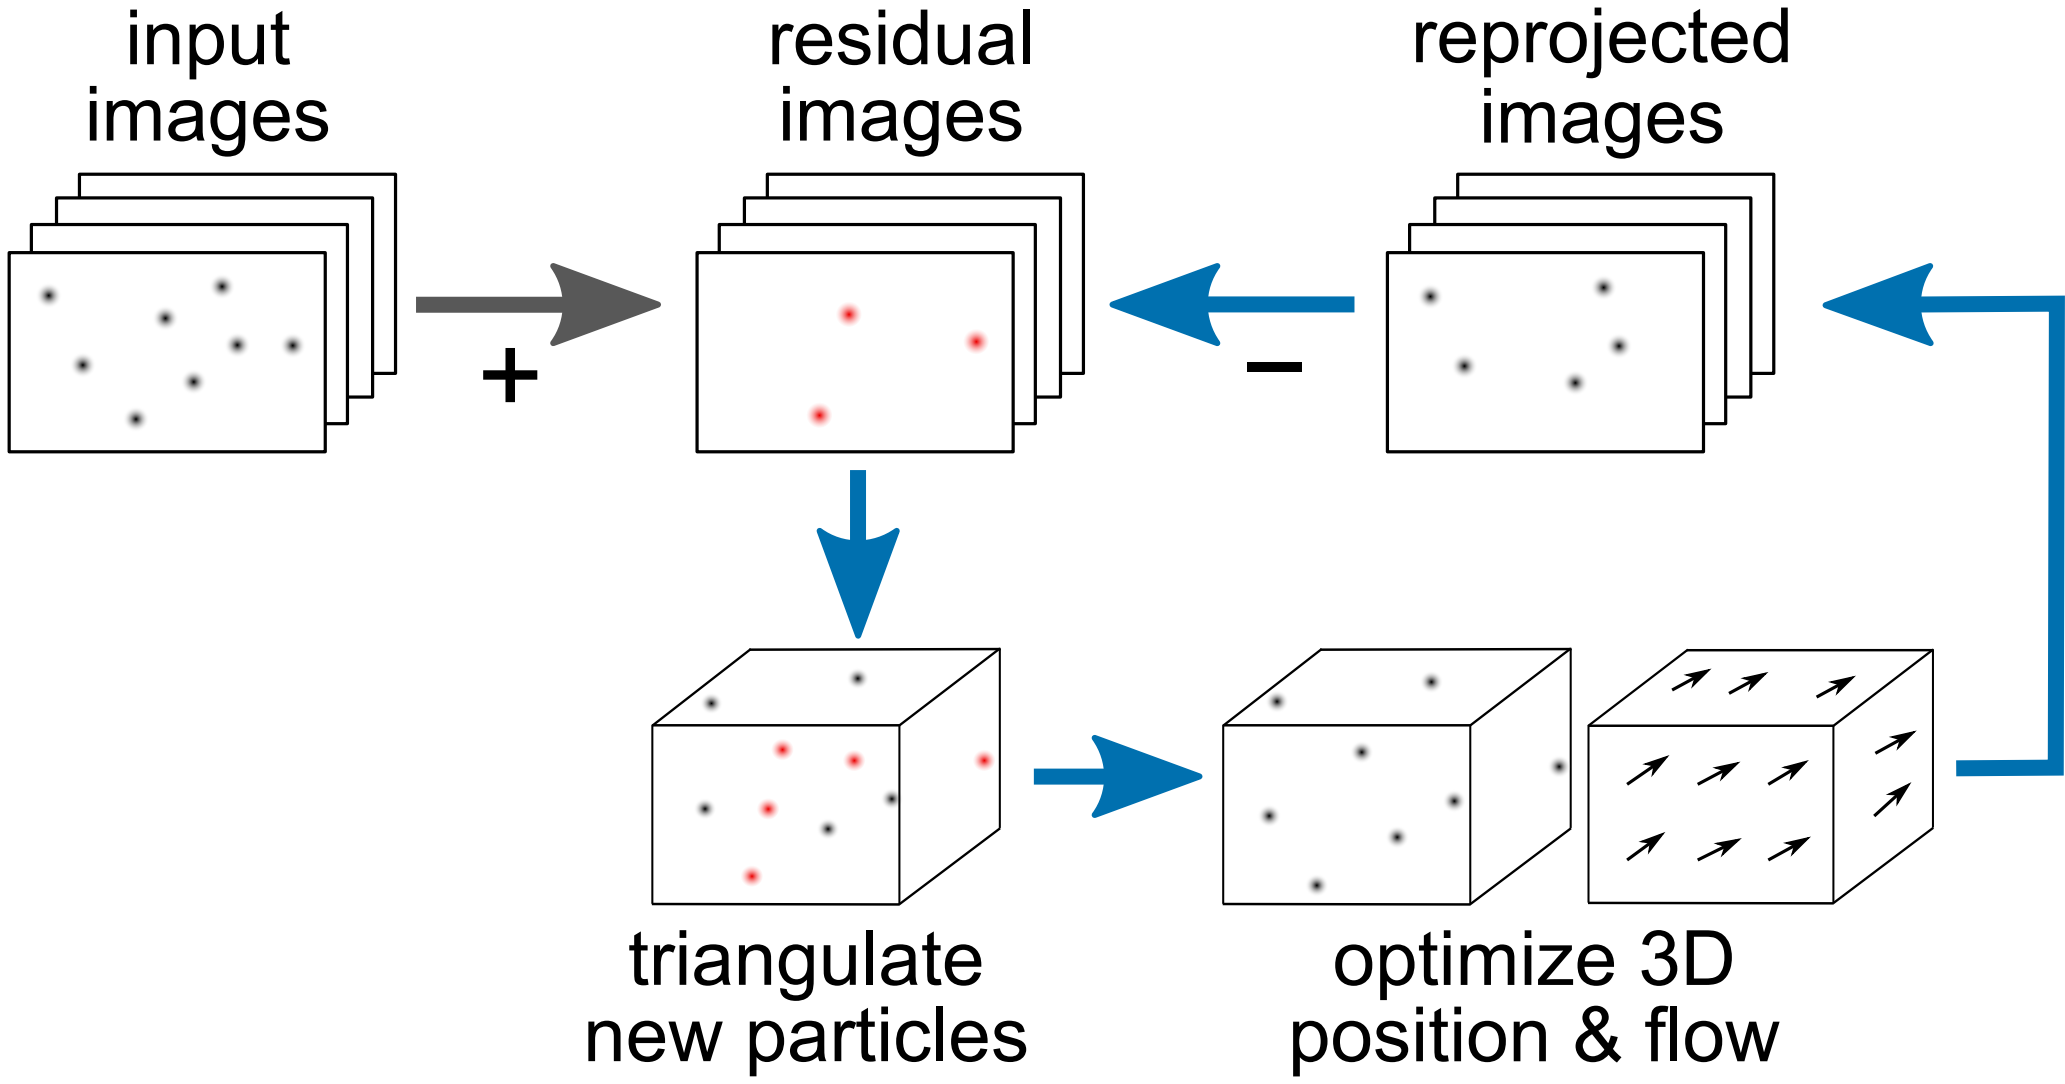 input
images
residual
images
reprojected
images
+
−
triangulate
new particles
optimize 3D
position & flow